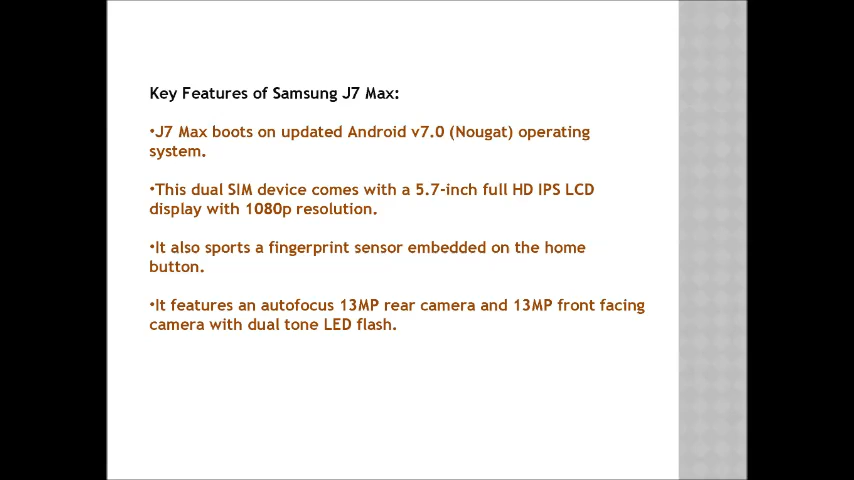 Key Features of Samsung J7 Max:
•J7 Max boots on updated Android v7.0 (Nougat) operating
system.
•This dual SIM device comes with a 5.7-inch full HD IPS LCD
display with 1080p resolution.
•It also sports a fingerprint sensor embedded on the home
button.
•It features an autofocus 13MP rear camera and 13MP front facing
camera with dual tone LED flash.